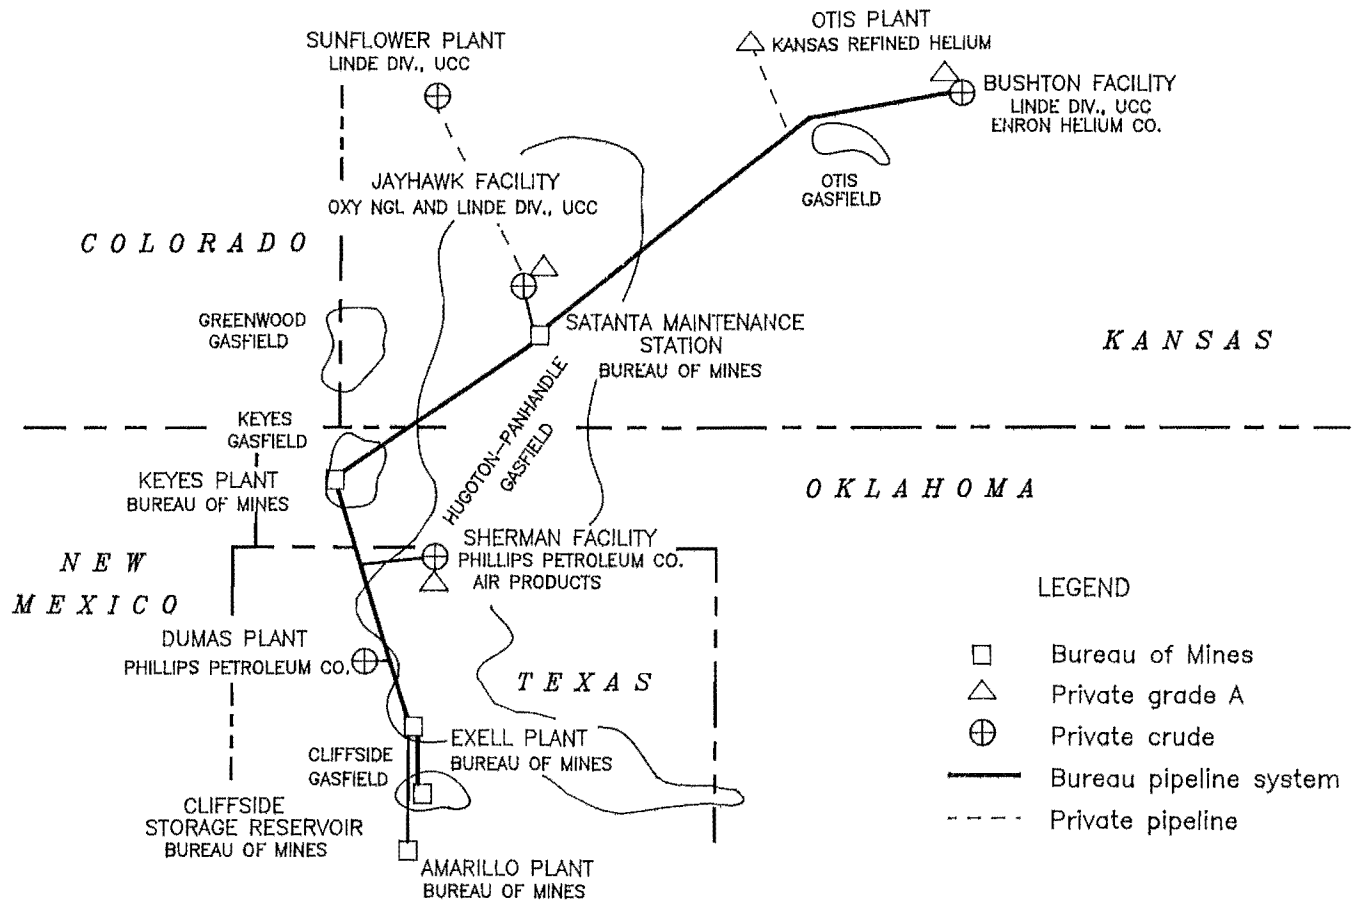 OTIS PLANT
KANSAS REFINED HELIUM
SUNFLOWER PLANT
LINDE DIV., UCC
BUSHTON FACILITY
LINDE DIV., UCC
ENRON HELIUM CO.
JAYHAWK FACILITY
OXY NGL AND LINDE DIV., UCC
OTIS
GASFIELD
COLORADO
GREENWOOD
GASFIELD
SATANTA MAINTENANCE
STATION
BUREAU OF MINES
KANSAS
KEYES
GASFIELD
HUGOTON-PANHANDLE
GASFIELD
KEYES PLANT
BUREAU OF MINES
OKLAHOMA
SHERMAN FACILITY
PHILLIPS PETROLEUM CO.
AIR PRODUCTS
NEW
MEXICO
DUMAS PLANT
PHILLIPS PETROLEUM CO.
TEXAS
EXELL PLANT
BUREAU OF MINES
CLIFFSIDE
GASFIELD
CLIFFSIDE
STORAGE RESERVOIR
BUREAU OF MINES
AMARILLO PLANT
BUREAU OF MINES
LEGEND
Bureau of Mines
Private grade A
Private crude
Bureau pipeline system
Private pipeline